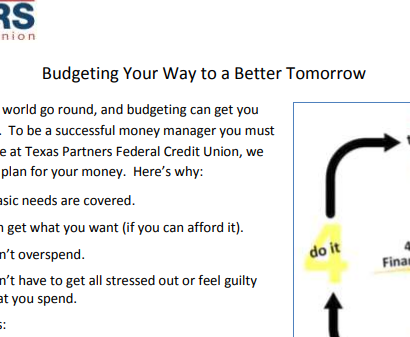 RS
nion
Budgeting Your Way to a Better Tomorrow
world go round, and budgeting can get you
. To be a successful money manager you must
e at Texas Partners Federal Credit Union, we
plan for your money. Here's why:
asic needs are covered.
n get what you want (if you can afford it).
n't overspend.
n't have to get all stressed out or feel guilty
at you spend.
s:
4
do it
4
Finan